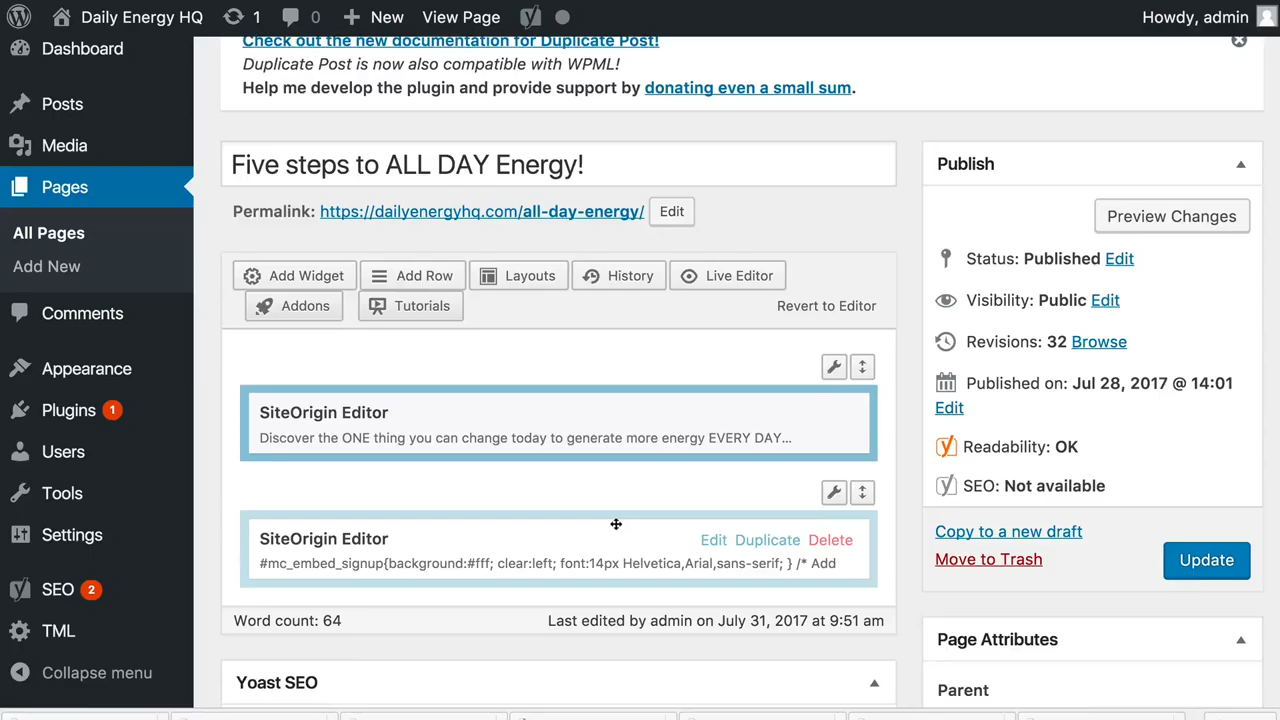 Daily Energy HQ 1 0 New View Page Howdy, admin
Dashboard
Posts
Media
Pages
All Pages
Add New
Comments
Appearance
Plugins 1
Users
Tools
Settings
SEO 2
TML
Collapse menu
Check out the new documentation for Duplicate Post!
Duplicate Post is now also compatible with WPML!
Help me develop the plugin and provide support by donating even a small sum.
Five steps to ALL DAY Energy!
Permalink: https://dailyenergyhq.com/all-day-energy/ Edit
Add Widget Add Row Layouts History Live Editor
Addons Tutorials Revert to Editor
SiteOrigin Editor
Discover the ONE thing you can change today to generate more energy EVERY DAY...
SiteOrigin Editor Edit Duplicate Delete
#mc_embed_signup{background:#fff; clear:left; font:14px Helvetica,Arial,sans-serif; } /* Add
Word count: 64 Last edited by admin on July 31, 2017 at 9:51 am
Yoast SEO
Publish
Preview Changes
Status: Published Edit
Visibility: Public Edit
Revisions: 32 Browse
Published on: Jul 28, 2017 @ 14:01
Edit
Readability: OK
SEO: Not available
Copy to a new draft
Move to Trash
Update
Page Attributes
Parent